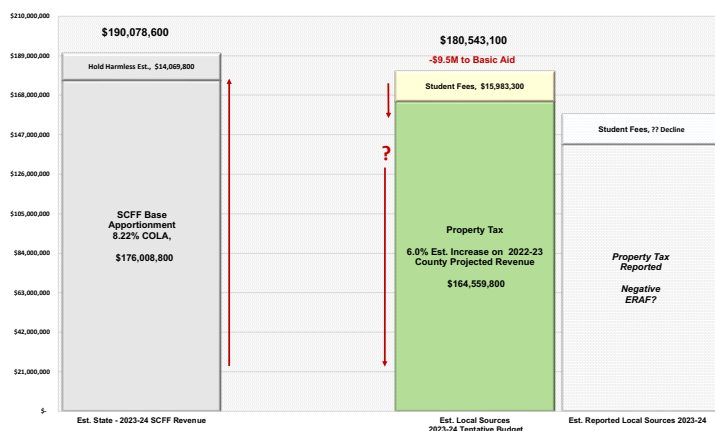 $210,000,000
$189,000,000
$168,000,000
$147,000,000
$126,000,000
$105,000,000
$84,000,000
$63,000,000
$42,000,000
$21,000,000
$-
$190,078,600
Hold Harmless Est., $14,069,800
SCFF Base
Apportionment
8.22% COLA,
$176,008,800
Est. State - 2023-24 SCFF Revenue
$180,543,100
-$9.5M to Basic Aid
Student Fees, $15,983,300
?
Property Tax
6.0% Est. Increase on 2022-23
County Projected Revenue
$164,559,800
Est. Local Sources
2023-24 Tentative Budget
Student Fees, ?? Decline
Property Tax
Reported
Negative
ERAF?
Est. Reported Local Sources 2023-24